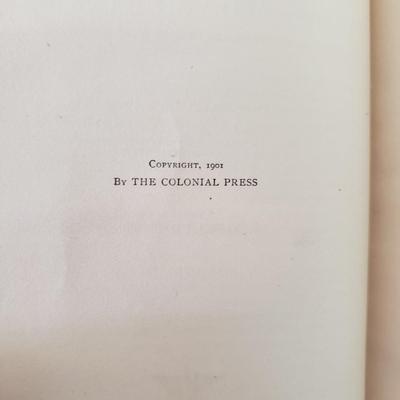 Copyright, 1901
By THE COLONIAL PRESS